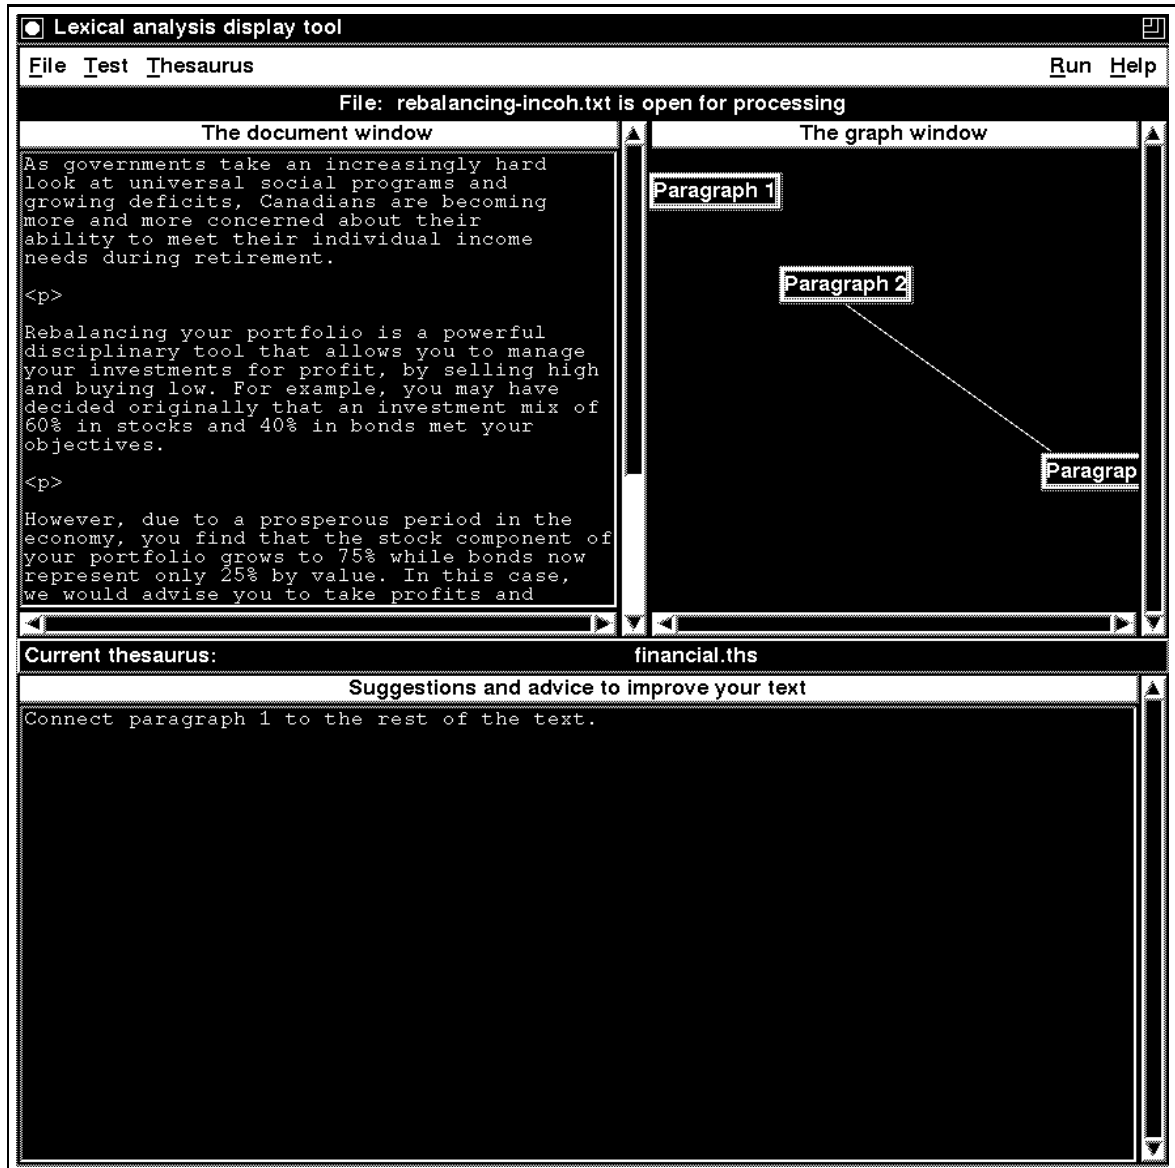 Lexical analysis display tool
File Test Thesaurus Run Help
File: rebalancing-incoh.txt is open for processing
The document window
As governments take an increasingly hard
look at universal social programs and
growing deficits, Canadians are becoming
more and more concerned about their
ability to meet their individual income
needs during retirement.
<p>
Rebalancing your portfolio is a powerful
disciplinary tool that allows you to manage
your investments for profit, by selling high
and buying low. For example, you may have
decided originally that an investment mix of
60% in stocks and 40% in bonds met your
objectives.
<p>
However, due to a prosperous period in the
economy, you find that the stock component of
your portfolio grows to 75% while bonds now
represent only 25% by value. In this case,
we would advise you to take profits and
The graph window
Paragraph 1
Paragraph 2
Paragrap
Current thesaurus: financial.ths
Suggestions and advice to improve your text
Connect paragraph 1 to the rest of the text.